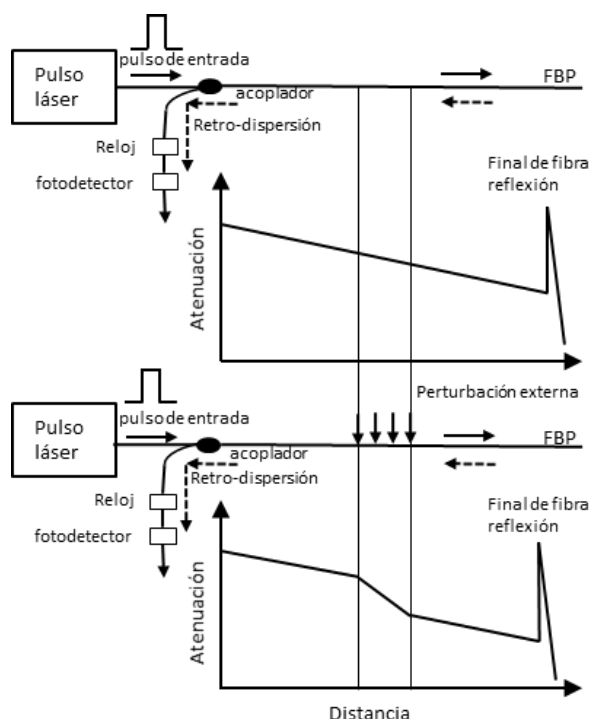 Pulso
láser
pulso de entrada
acoplador
FBP
Retro-dispersión
Reloj
fotodetector
Final de fibra
reflexión
Atenuación
Perturbación externa
Pulso
láser
pulso de entrada
acoplador
FBP
Retro-dispersión
Reloj
fotodetector
Final de fibra
reflexión
Atenuación
Distancia